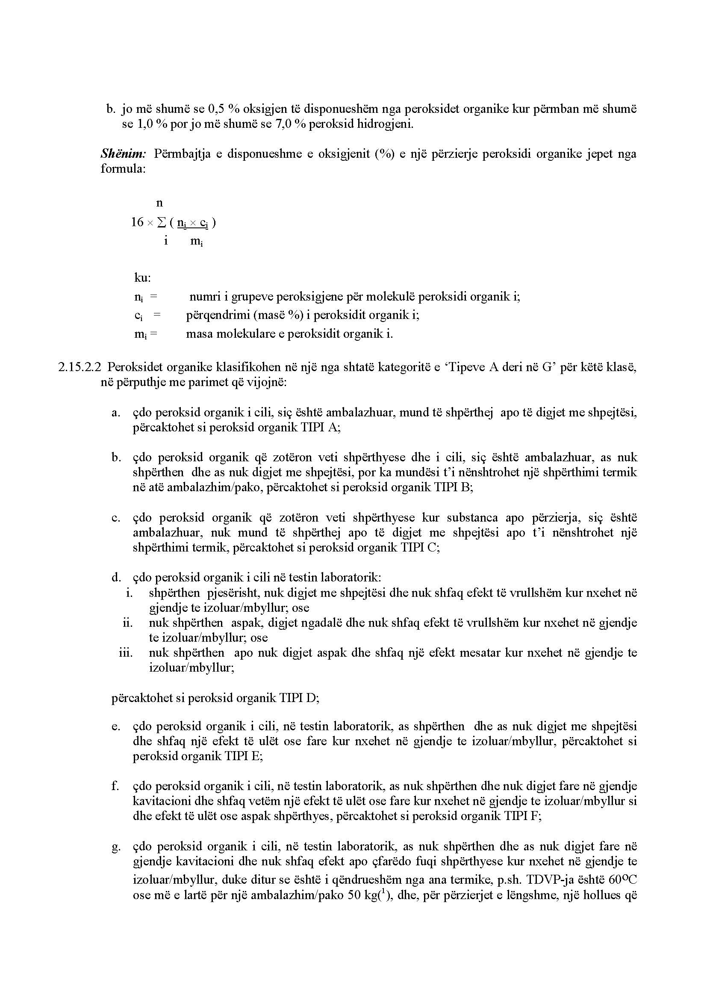 b. jo më shumë se 0,5 % oksigjen të disponueshëm nga peroksidet organike kur përmban më shumë
se 1,0 % por jo më shumë se 7,0 % peroksid hidrogjeni.
Shënim: Përmbajtja e disponueshme e oksigjenit (%) e një përzierje peroksidi organike jepet nga
formula:
n
16 × ∑ ( nᵢ × cᵢ )
i mᵢ
ku:
nᵢ = numri i grupeve peroksigjene për molekulë peroksidi organik i;
cᵢ = përqendrimi (masë %) i peroksidit organik i;
mᵢ = masa molekulare e peroksidit organik i.
2.15.2.2 Peroksidet organike klasifikohen në një nga shtatë kategoritë e ‘Tipeve A deri në G’ për këtë klasë,
në përputhje me parimet që vijojnë:
a. çdo peroksid organik i cili, siç është ambalazhuar, mund të shpërthej apo të digjet me shpejtësi,
përcaktohet si peroksid organik TIPI A;
b. çdo peroksid organik që zotëron veti shpërthyese dhe i cili, siç është ambalazhuar, as nuk
shpërthen dhe as nuk digjet me shpejtësi, por ka mundësi t’i nënshtrohet një shpërthimi termik
në atë ambalazhim/pako, përcaktohet si peroksid organik TIPI B;
c. çdo peroksid organik që zotëron veti shpërthyese kur substanca apo përzierja, siç është
ambalazhuar, nuk mund të shpërthej apo të digjet me shpejtësi apo t’i nënshtrohet një
shpërthimi termik, përcaktohet si peroksid organik TIPI C;
d. çdo peroksid organik i cili në testin laboratorik:
i. shpërthen pjesërisht, nuk digjet me shpejtësi dhe nuk shfaq efekt të vrullshëm kur nxehet në
gjendje te izoluar/mbyllur; ose
ii. nuk shpërthen aspak, digjet ngadalë dhe nuk shfaq efekt të vrullshëm kur nxehet në gjendje
te izoluar/mbyllur; ose
iii. nuk shpërthen apo nuk digjet aspak dhe shfaq një efekt mesatar kur nxehet në gjendje te
izoluar/mbyllur;
përcaktohet si peroksid organik TIPI D;
e. çdo peroksid organik i cili, në testin laboratorik, as shpërthen dhe as nuk digjet me shpejtësi
dhe shfaq një efekt të ulët ose fare kur nxehet në gjendje te izoluar/mbyllur, përcaktohet si
peroksid organik TIPI E;
f. çdo peroksid organik i cili, në testin laboratorik, as nuk shpërthen dhe nuk digjet fare në gjendje
kavitacioni dhe shfaq vetëm një efekt të ulët ose fare kur nxehet në gjendje te izoluar/mbyllur si
dhe efekt të ulët ose aspak shpërthyes, përcaktohet si peroksid organik TIPI F;
g. çdo peroksid organik i cili, në testin laboratorik, as nuk shpërthen dhe as nuk digjet fare në
gjendje kavitacioni dhe nuk shfaq efekt apo çfarëdo fuqi shpërthyese kur nxehet në gjendje te
izoluar/mbyllur, duke ditur se është i qëndrueshëm nga ana termike, p.sh. TDVP-ja është 60ºC
ose më e lartë për një ambalazhim/pako 50 kg(¹), dhe, për përzierjet e lëngshme, një hollues që